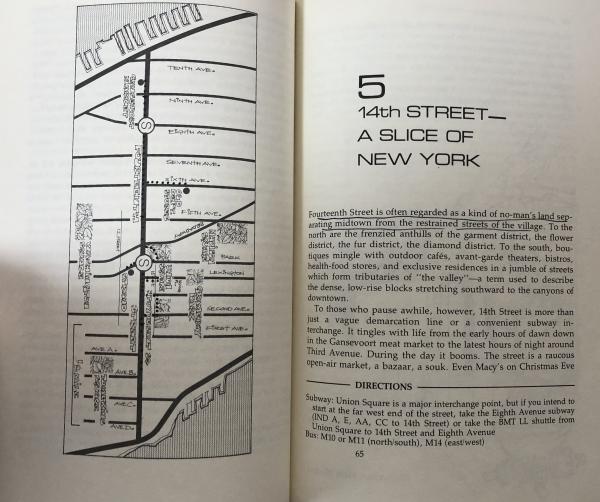 TENTH AVE.
NINTH AVE.
S
EIGHTH AVE.
SEVENTH AVE.
SIXTH AVE.
FIFTH AVE.
BROADWAY
PARK
S
LEXINGTON
SECOND AVE.
FIRST AVE.
AVE. A.
AVE. B.
AVE. C.
AVE. D.
5
14th STREET—
A SLICE OF
NEW YORK
Fourteenth Street is often regarded as a kind of no-man's land sep-
arating midtown from the restrained streets of the village. To the
north are the frenzied anthills of the garment district, the flower
district, the fur district, the diamond district. To the south, bou-
tiques mingle with outdoor cafés, avant-garde theaters, bistros,
health-food stores, and exclusive residences in a jumble of streets
which form tributaries of "the valley"—a term used to describe
the dense, low-rise blocks stretching southward to the canyons of
downtown.
To those who pause awhile, however, 14th Street is more than
just a vague demarcation line or a convenient subway in-
terchange. It tingles with life from the early hours of dawn down
in the Gansevoort meat market to the latest hours of night around
Third Avenue. During the day it booms. The street is a raucous
open-air market, a bazaar, a souk. Even Macy's on Christmas Eve
DIRECTIONS
Subway: Union Square is a major interchange point, but if you intend to
start at the far west end of the street, take the Eighth Avenue subway
(IND A, E, AA, CC to 14th Street) or take the BMT LL shuttle from
Union Square to 14th Street and Eighth Avenue
Bus: M10 or M11 (north/south), M14 (east/west)
65